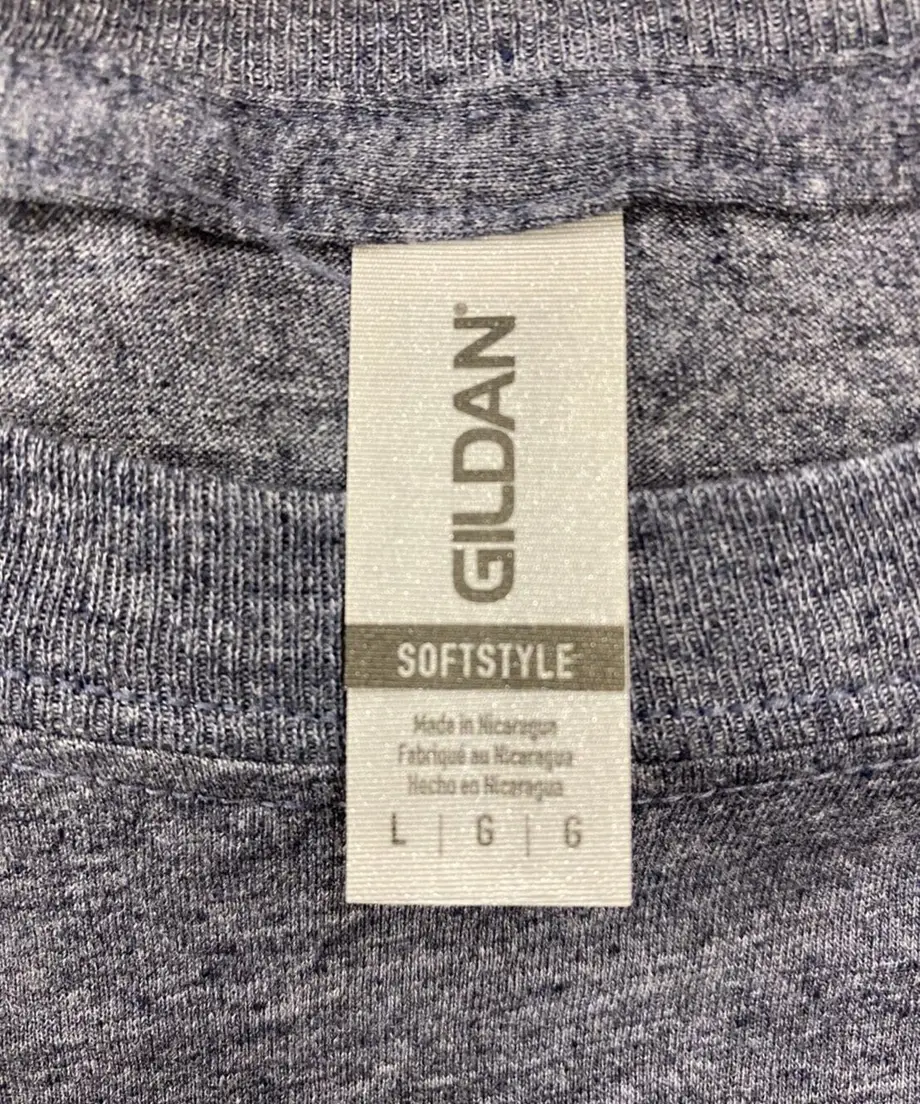 GILDAN®
SOFTSTYLE
Made in Nicaragua
Fabriqué au Nicaragua
Hecho en Nicaragua
L | G | G